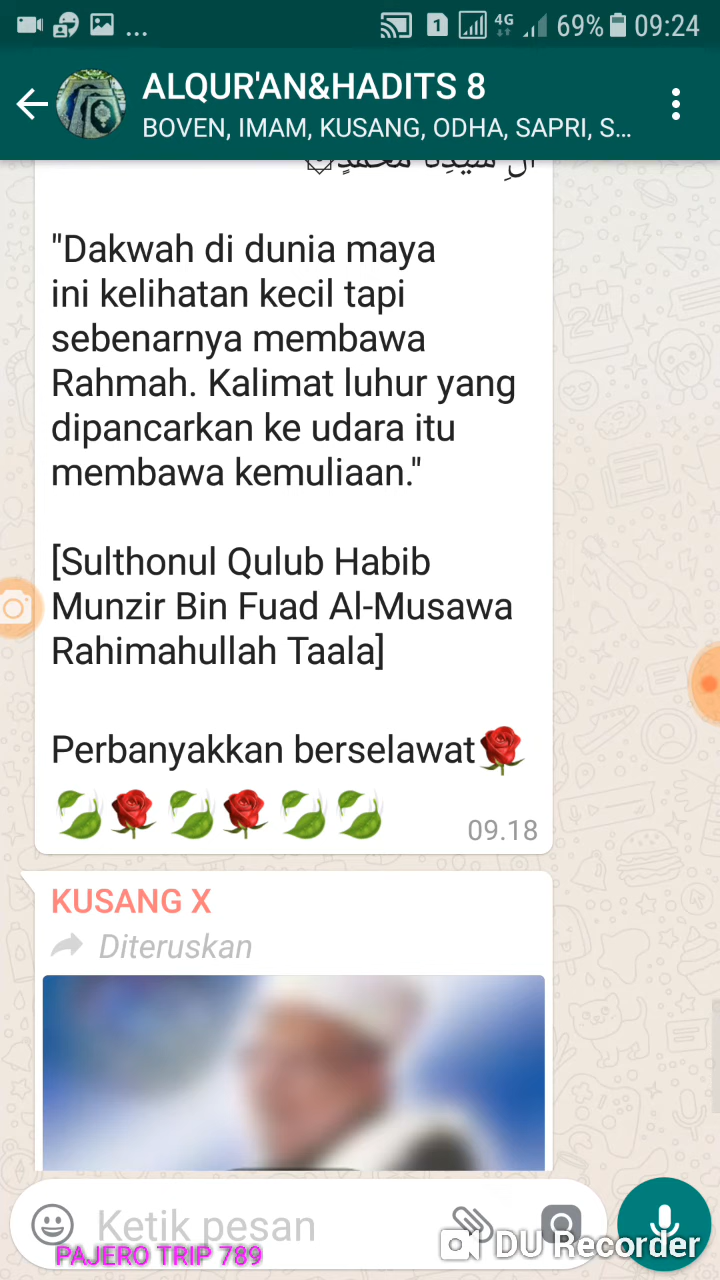 4G 69% 09:24
1
ALQUR'AN&HADITS 8
BOVEN, IMAM, KUSANG, ODHA, SAPRI, S...
"Dakwah di dunia maya
ini kelihatan kecil tapi
sebenarnya membawa
Rahmah. Kalimat luhur yang
dipancarkan ke udara itu
membawa kemuliaan."
[Sulthonul Qulub Habib
Munzir Bin Fuad Al-Musawa
Rahimahullah Taala]
Perbanyakkan berselawat🌹
🍃🌹🍃🌹🍃🍃
09.18
KUSANG X
Diteruskan
Ketik pesan
PAJERO TRIP 789
DU Recorder